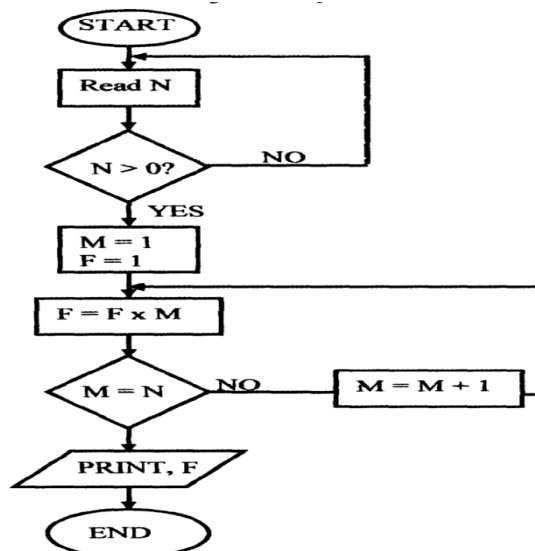 START
Read N
N > 0?
NO
YES
M = 1
F = 1
F = F x M
M = N
NO
M = M + 1
PRINT, F
END